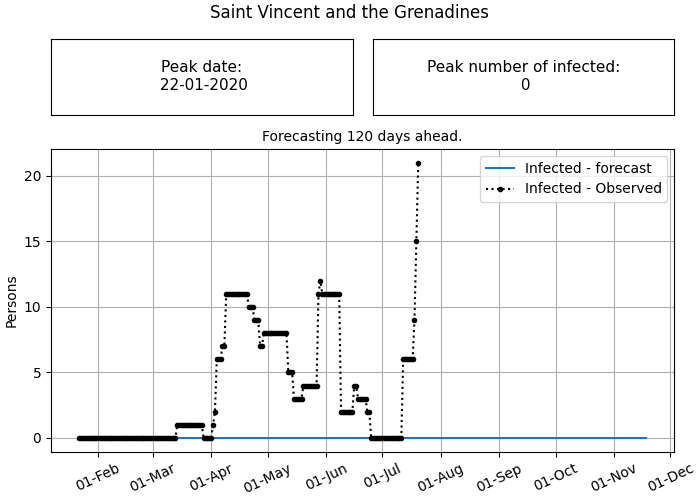 Saint Vincent and the Grenadines
Peak date:
22-01-2020
Peak number of infected:
0
Forecasting 120 days ahead.
Infected - forecast
Infected - Observed
Persons
20
15
10
5
0
01-Feb
01-Mar
01-Apr
01-May
01-Jun
01-Jul
01-Aug
01-Sep
01-Oct
01-Nov
01-Dec